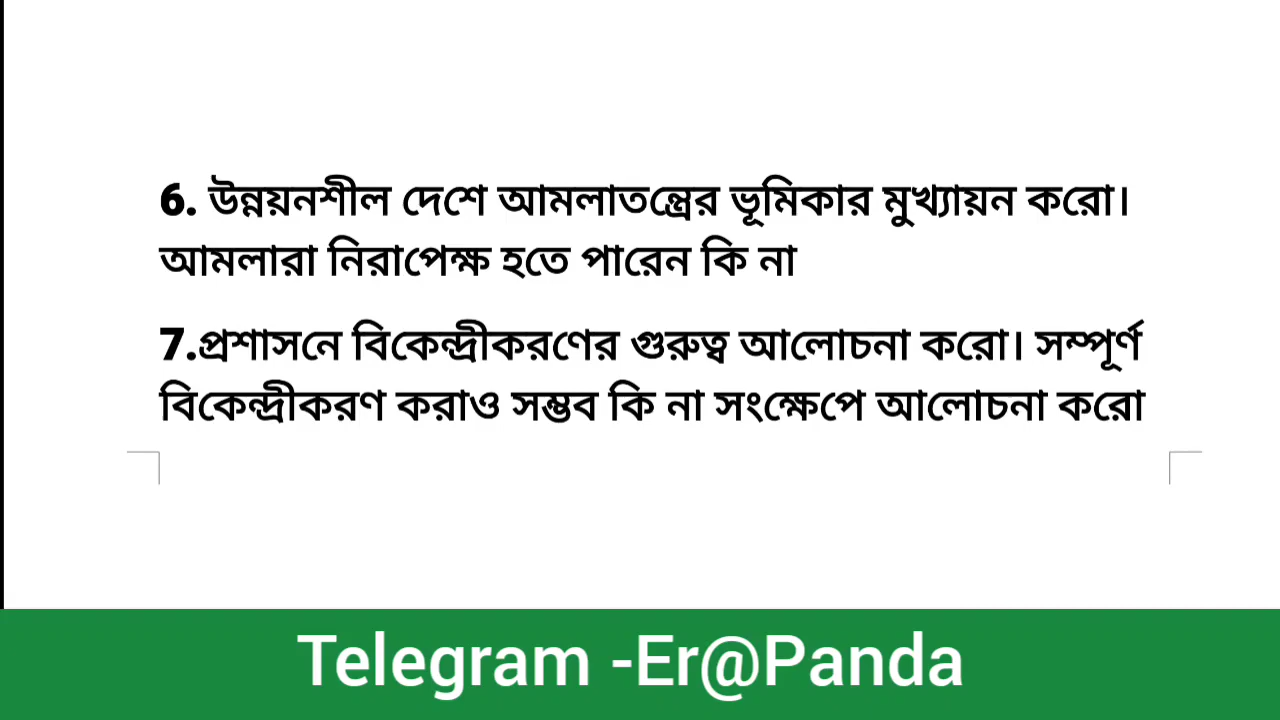 6. উন্নয়নশীল দেশে আমলাতন্ত্রের ভূমিকার মুখ্যায়ন করো।
আমলারা নিরাপেক্ষ হতে পারেন কি না
7.প্রশাসনে বিকেন্দ্রীকরণের গুরুত্ব আলোচনা করো। সম্পূর্ণ
বিকেন্দ্রীকরণ করাও সম্ভব কি না সংক্ষেপে আলোচনা করো
Telegram -Er@Panda